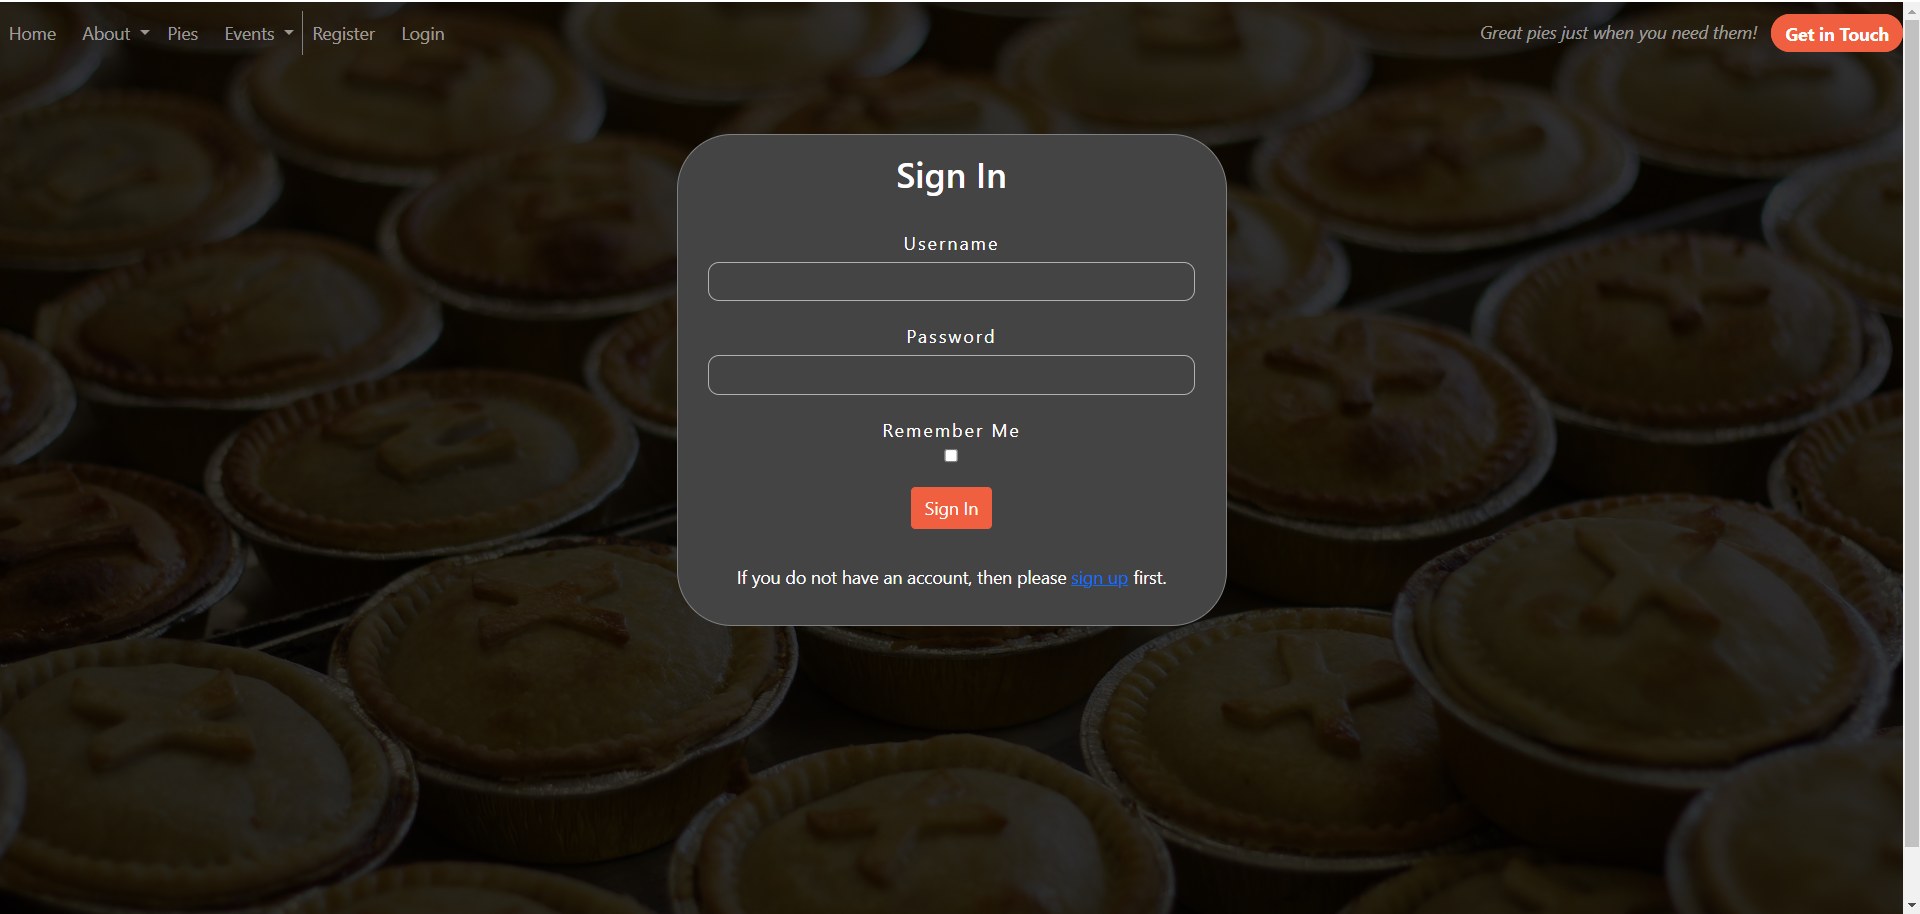 Home About Pies Events Register Login Great pies just when you need them! Get in Touch
Sign In
Username
Password
Remember Me
Sign In
If you do not have an account, then please sign up first.